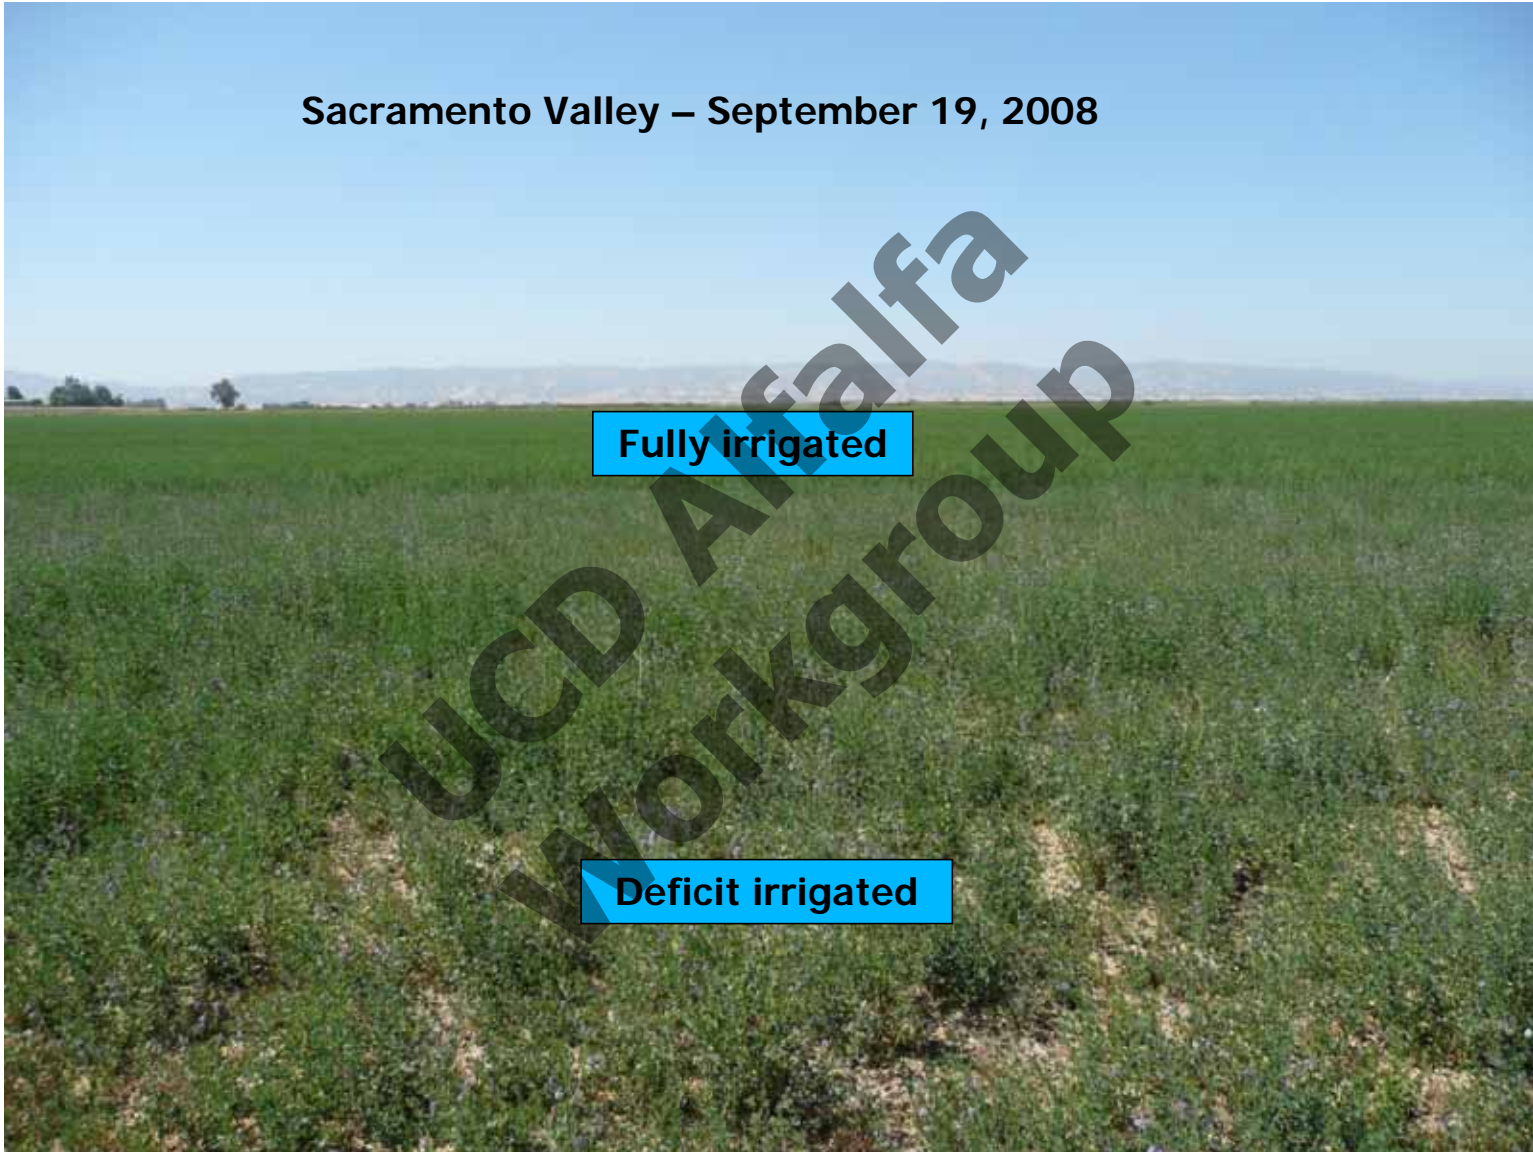 Sacramento Valley – September 19, 2008
Fully irrigated
Deficit irrigated
UCD Alfalfa
Workgroup